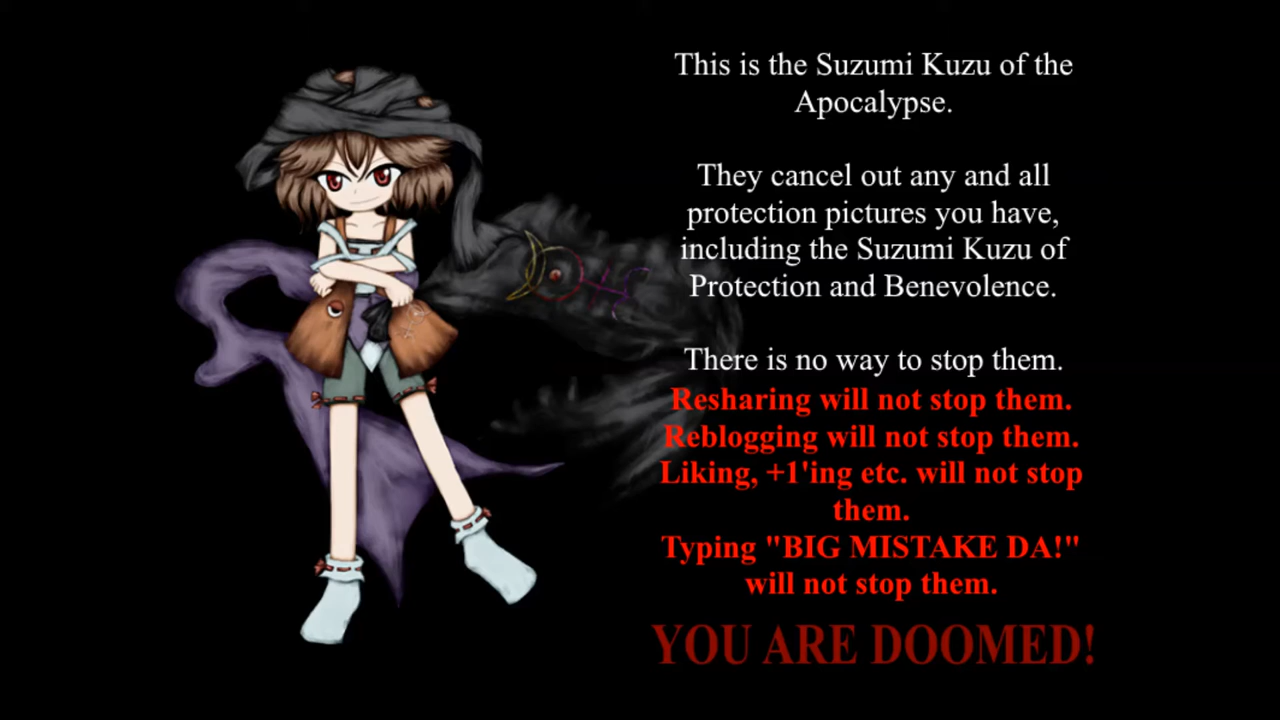 This is the Suzumi Kuzu of the
Apocalypse.
They cancel out any and all
protection pictures you have,
including the Suzumi Kuzu of
Protection and Benevolence.
There is no way to stop them.
Resharing will not stop them.
Reblogging will not stop them.
Liking, +1'ing etc. will not stop
them.
Typing "BIG MISTAKE DA!"
will not stop them.
YOU ARE DOOMED!